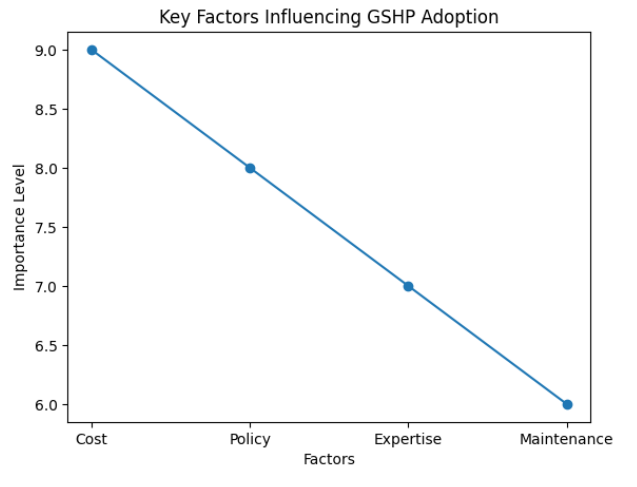 Key Factors Influencing GSHP Adoption
9.0
8.5
8.0
7.5
7.0
6.5
6.0
Importance Level
Cost Policy Expertise Maintenance
Factors